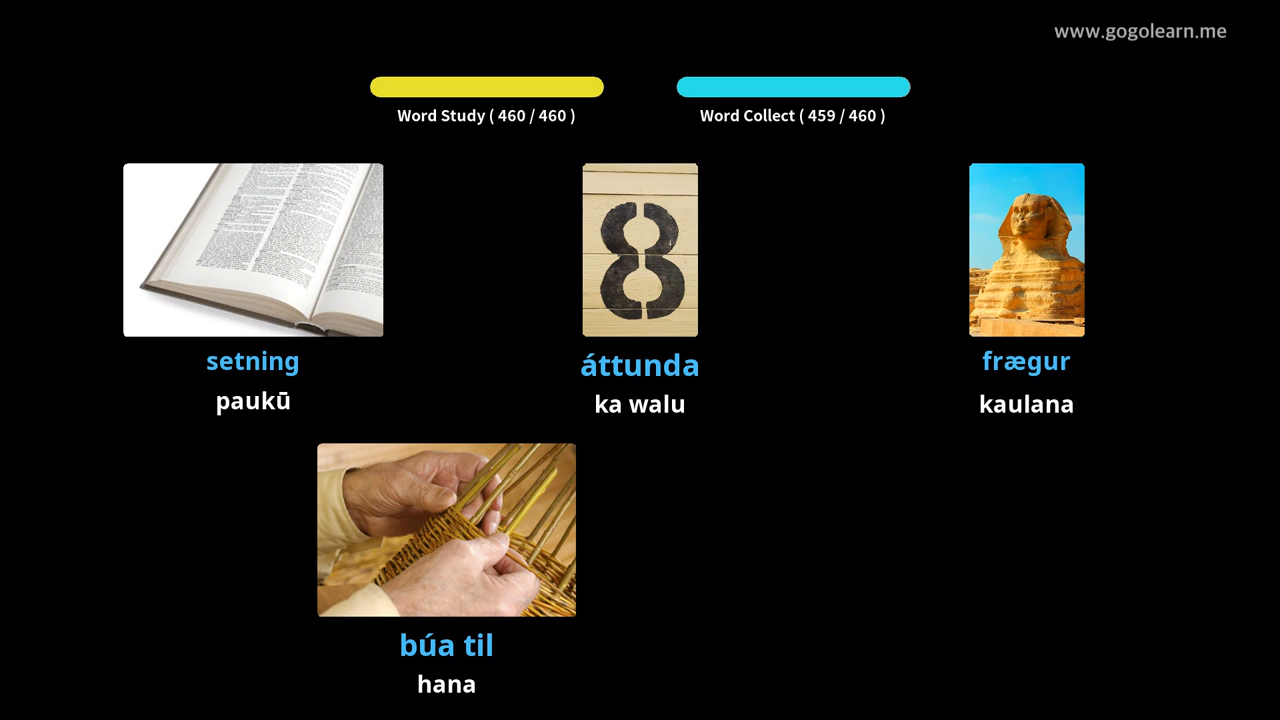 www.gogolearn.me
Word Study ( 460 / 460 )
Word Collect ( 459 / 460 )
8
setning
áttunda
frægur
paukū
ka walu
kaulana
búa til
hana